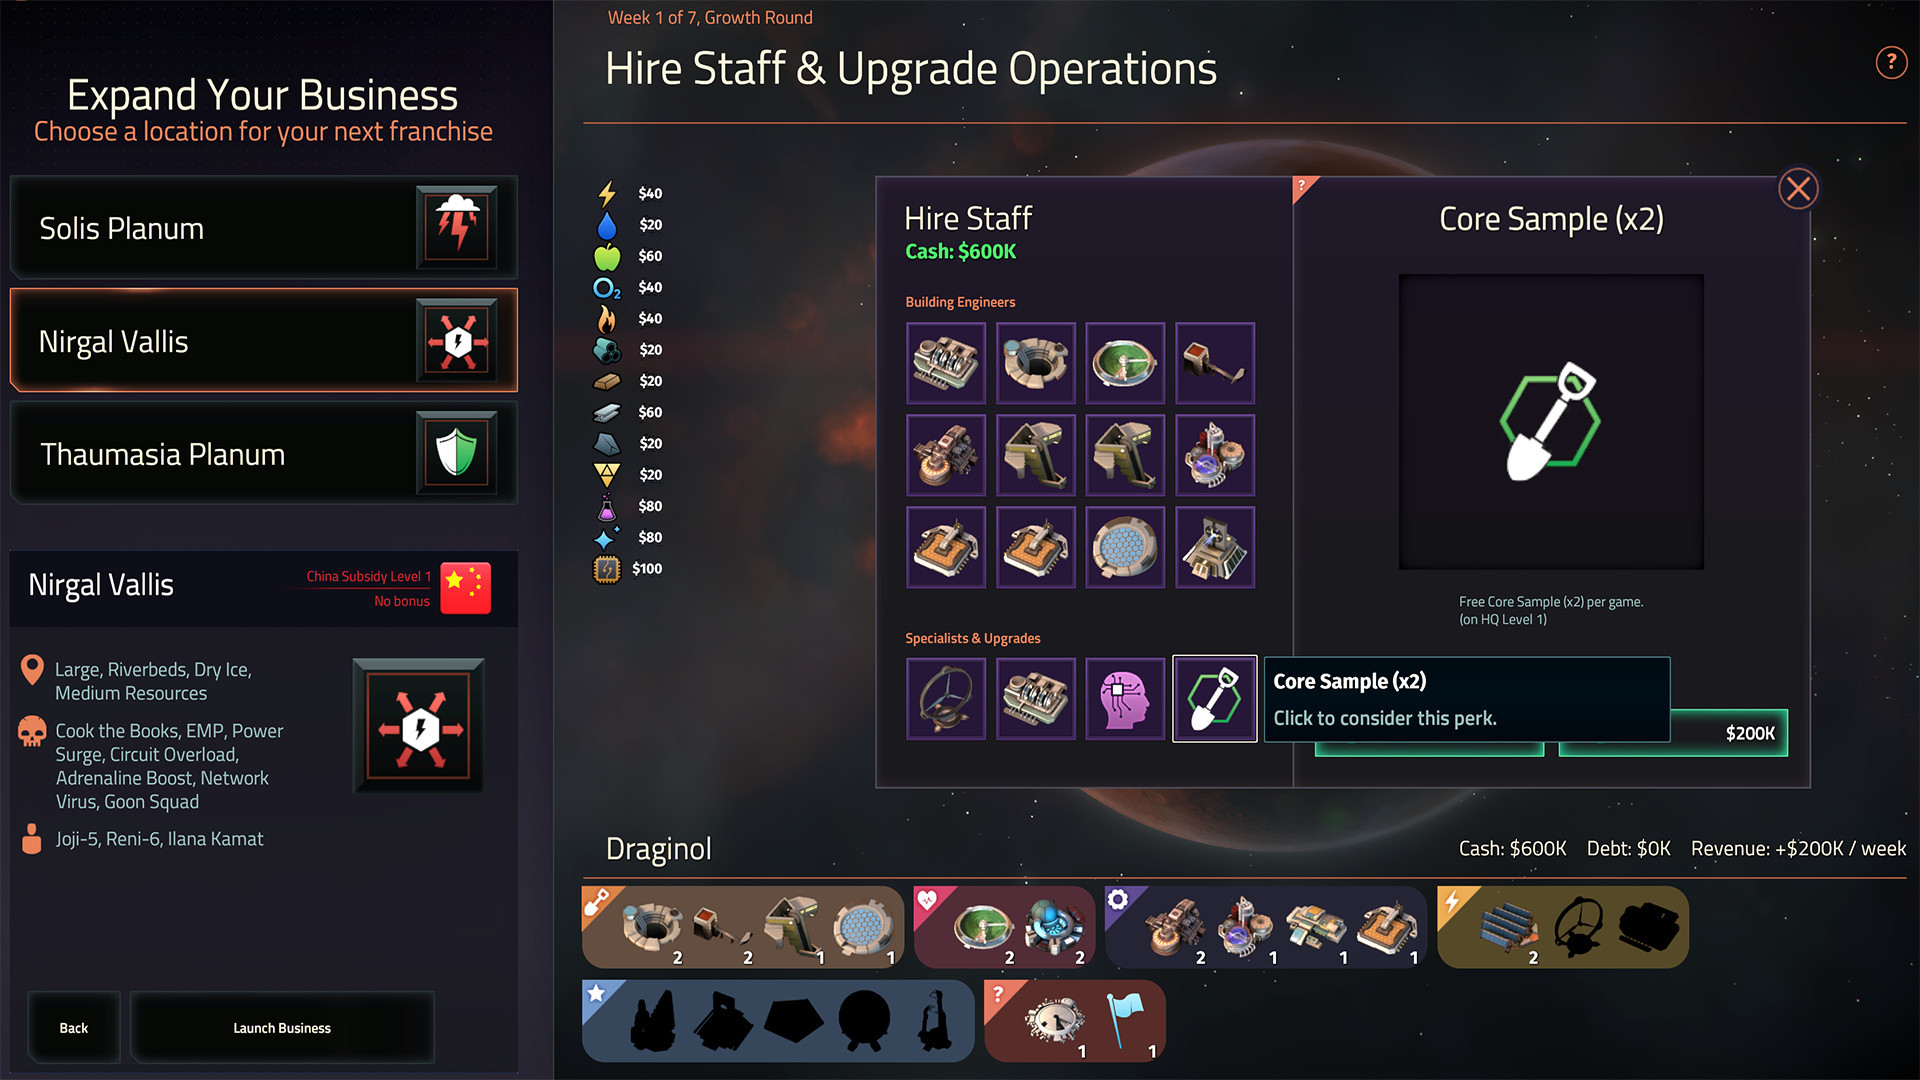 Week 1 of 7, Growth Round
Hire Staff & Upgrade Operations
?
Expand Your Business
Choose a location for your next franchise
Solis Planum
Nirgal Vallis
Thaumasia Planum
Nirgal Vallis
China Subsidy Level 1
No bonus
Large, Riverbeds, Dry Ice,
Medium Resources
Cook the Books, EMP, Power
Surge, Circuit Overload,
Adrenaline Boost, Network
Virus, Goon Squad
Joji-5, Reni-6, Ilana Kamat
Back
Launch Business
$40
$20
$60
O2 $40
$40
$20
$20
$60
$20
$20
$80
$80
$100
Hire Staff
Cash: $600K
Building Engineers
Specialists & Upgrades
?
Core Sample (x2)
Free Core Sample (x2) per game.
(on HQ Level 1)
Core Sample (x2)
Click to consider this perk.
$200K
Draginol
Cash: $600K Debt: $0K Revenue: +$200K / week
2 2 1 1
2 2
2 1 1 1
2
?
1 1